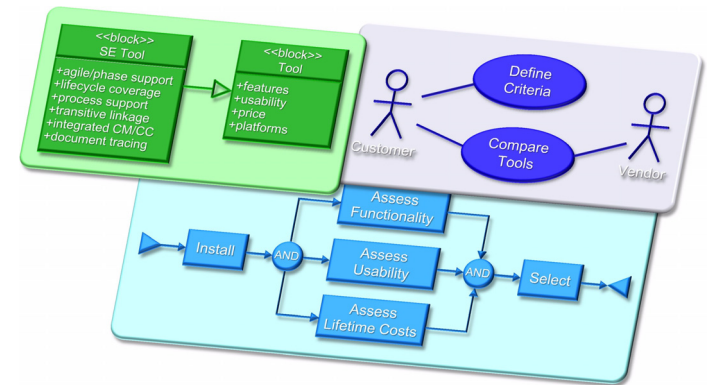 <<block>>
SE Tool
+agile/phase support
+lifecycle coverage
+process support
+transitive linkage
+integrated CM/CC
+document tracing
<<block>>
Tool
+features
+usability
+price
+platforms
Define
Criteria
Customer
Compare
Tools
Vendor
Assess
Functionality
Install
AND
Assess
Usability
AND
Select
Assess
Lifetime Costs